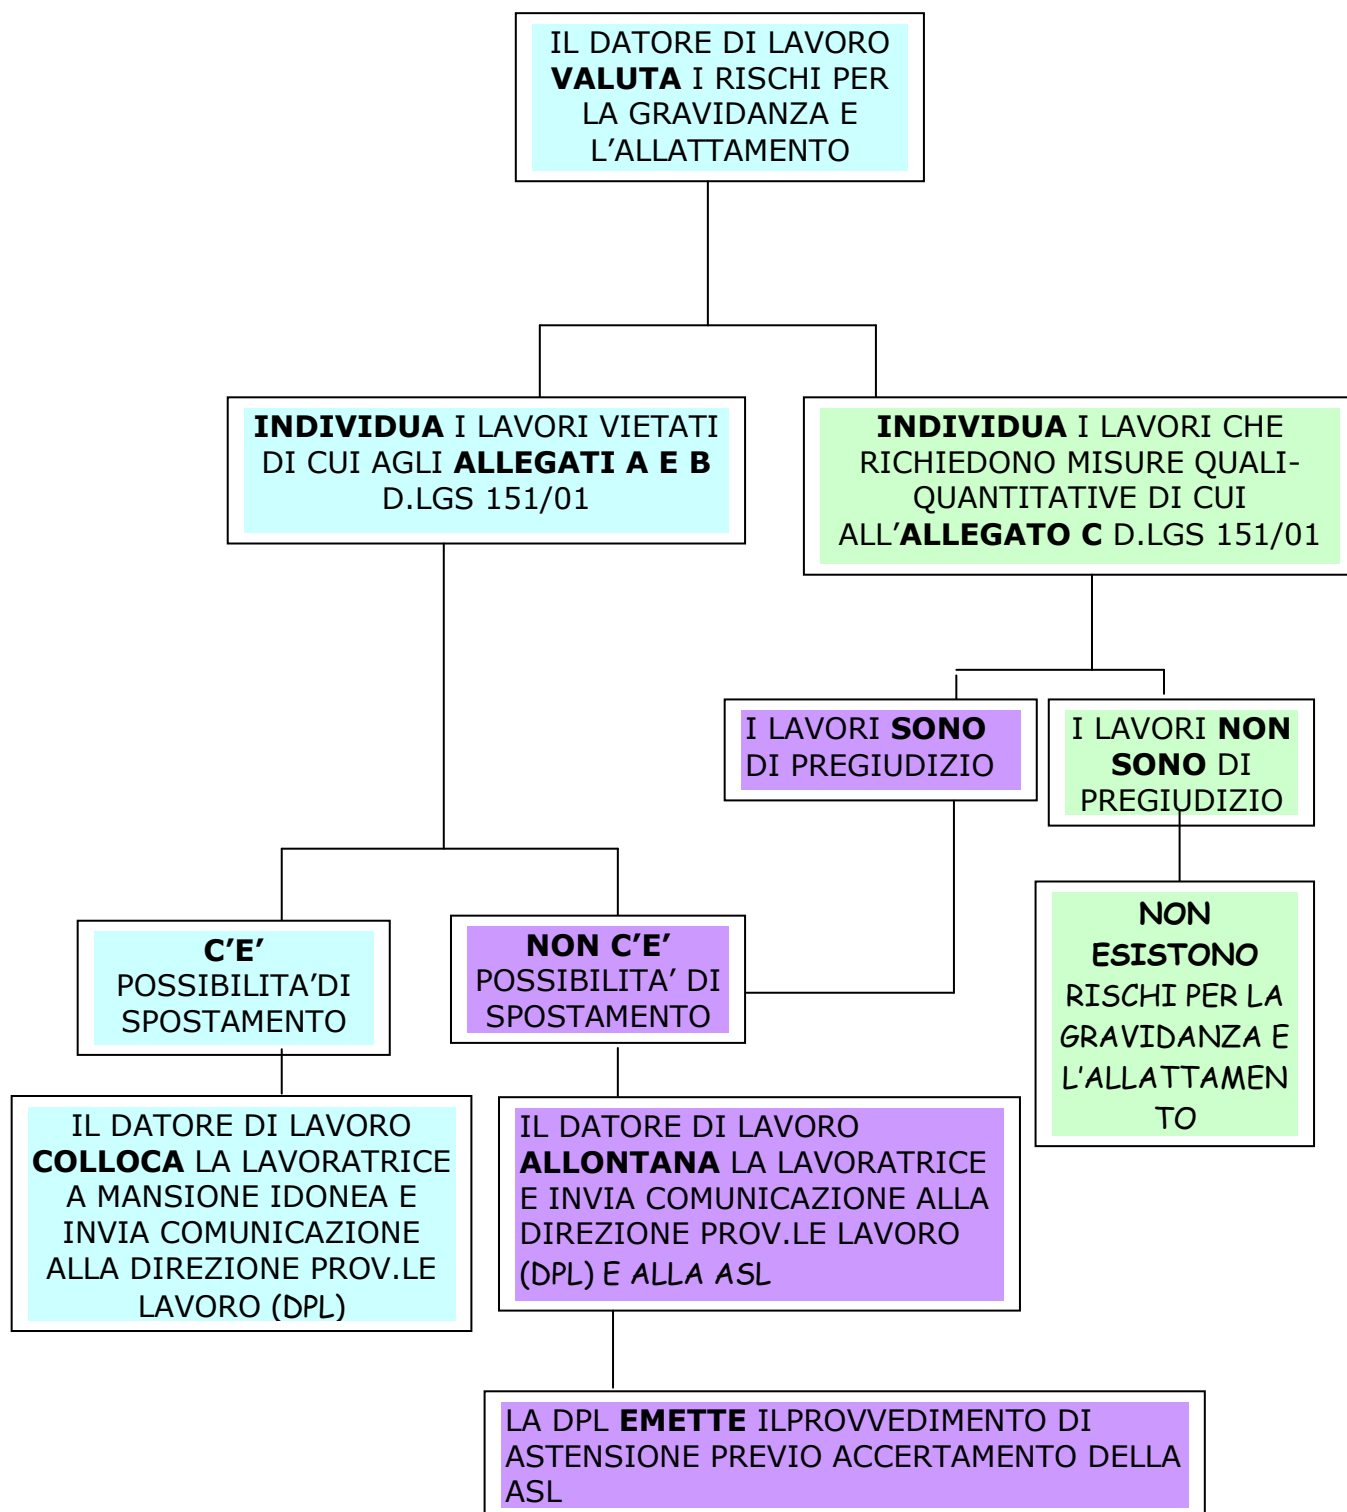 IL DATORE DI LAVORO
VALUTA I RISCHI PER
LA GRAVIDANZA E
L’ALLATTAMENTO
INDIVIDUA I LAVORI VIETATI
DI CUI AGLI ALLEGATI A E B
D.LGS 151/01
INDIVIDUA I LAVORI CHE
RICHIEDONO MISURE QUALI-
QUANTITATIVE DI CUI
ALL’ALLEGATO C D.LGS 151/01
I LAVORI SONO
DI PREGIUDIZIO
I LAVORI NON
SONO DI
PREGIUDIZIO
C’E’
POSSIBILITA’DI
SPOSTAMENTO
NON C’E’
POSSIBILITA’ DI
SPOSTAMENTO
NON
ESISTONO
RISCHI PER LA
GRAVIDANZA E
L’ALLATTAMEN
TO
IL DATORE DI LAVORO
COLLOCA LA LAVORATRICE
A MANSIONE IDONEA E
INVIA COMUNICAZIONE
ALLA DIREZIONE PROV.LE
LAVORO (DPL)
IL DATORE DI LAVORO
ALLONTANA LA LAVORATRICE
E INVIA COMUNICAZIONE ALLA
DIREZIONE PROV.LE LAVORO
(DPL) E ALLA ASL
LA DPL EMETTE ILPROVVEDIMENTO DI
ASTENSIONE PREVIO ACCERTAMENTO DELLA
ASL